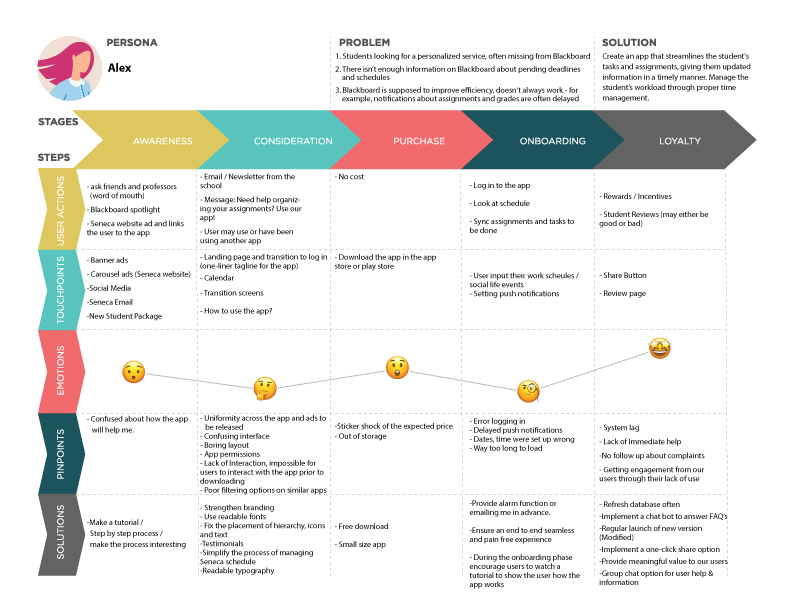 PERSONA
Alex
PROBLEM
1. Students looking for a personalized service, often missing from Blackboard
2. There isn't enough information on Blackboard about pending deadlines
and schedules
3. Blackboard is supposed to improve efficiency, doesn't always work - for
example, notifications about assignments and grades are often delayed
SOLUTION
Create an app that streamlines the student's
tasks and assignments, giving them updated
information in a timely manner. Manage the
student's workload through proper time
management.
STAGES
AWARENESS
CONSIDERATION
PURCHASE
ONBOARDING
LOYALTY
STEPS
USER ACTIONS
- ask friends and professors
(word of mouth)
- Blackboard spotlight
- Seneca website ad and links
the user to the app
- Email / Newsletter from the
school
- Message: Need help organiz-
ing your assignments? Use our
app!
- User may use or have been
using another app
- No cost
- Log in to the app
- Look at schedule
- Sync assignments and tasks to
be done
- Rewards / Incentives
- Student Reviews (may either be
good or bad)
TOUCHPOINTS
- Banner ads
- Carousel ads (Seneca website)
-Social Media
- Seneca Email
-New Student Package
- Landing page and transition to log in
(one-liner tagline for the app)
- Calendar
- Transition screens
- How to use the app?
- Download the app in the app
store or play store
- User input their work scheules /
social life events
- Setting push notifications
- Share Button
- Review page
EMOTIONS
PINPOINTS
- Confused about how the app
will help me.
- Uniformity across the app and ads to
be released
- Confusing interface
- Boring layout
- App permissions
- Lack of Interaction, impossible for
users to interact with the app prior to
downloading
- Poor filtering options on similar apps
-Sticker shock of the expected price
- Out of storage
- Error logging in
- Delayed push notifications
- Dates, time were set up wrong
- Way too long to load
- System lag
- Lack of Immediate help
-No follow up about complaints
- Getting engagement from our
users through their lack of use
SOLUTIONS
-Make a tutorial /
Step by step process /
make the process interesting
- Strengthen branding
- Use readable fonts
- Fix the placement of hierarchy, icons
and text
-Testimonials
-Simplify the process of managing
Seneca schedule
-Readable typography
- Free download
- Small size app
-Provide alarm function or
emailing me in advance.
-Ensure an end to end seamless
and pain free experience
- During the onboarding phase
encourage users to watch a
tutorial to show the user how the
app works
- Refresh database often
-Implement a chat bot to answer FAQ's
-Regular launch of new version
(Modified)
-Implement a one-click share option
-Provide meaningful value to our users
-Group chat option for user help &
information